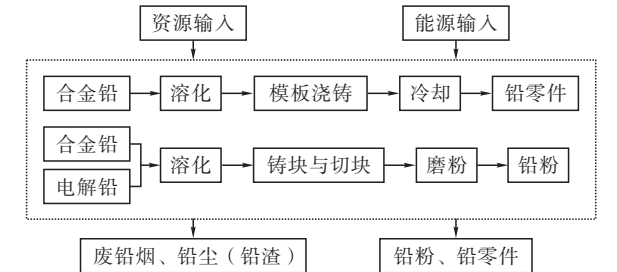 资源输入 能源输入
合金铅 溶化 模板浇铸 冷却 铅零件
合金铅
电解铅 溶化 铸块与切块 磨粉 铅粉
废铅烟、铅尘（铅渣） 铅粉、铅零件